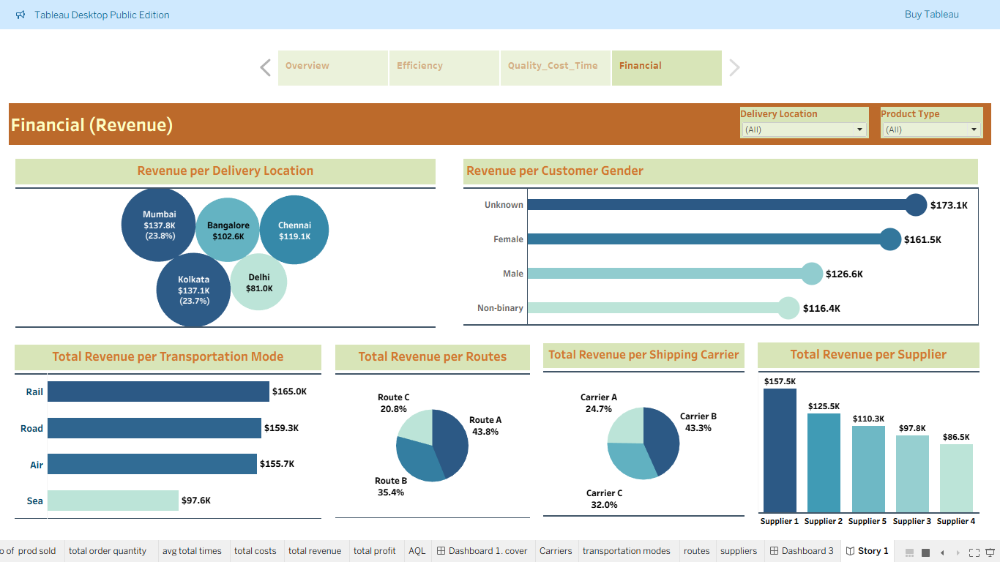 Tableau Desktop Public Edition
Buy Tableau
Overview
Efficiency
Quality_Cost_Time
Financial
Financial (Revenue)
Delivery Location
(All)
Product Type
(All)
Revenue per Delivery Location
Mumbai
$137.8K
(23.8%)
Bangalore
$102.6K
Chennai
$119.1K
Kolkata
$137.1K
(23.7%)
Delhi
$81.0K
Revenue per Customer Gender
Unknown
$173.1K
Female
$161.5K
Male
$126.6K
Non-binary
$116.4K
Total Revenue per Transportation Mode
Rail
$165.0K
Road
$159.3K
Air
$155.7K
Sea
$97.6K
Total Revenue per Routes
Route C
20.8%
Route A
43.8%
Route B
35.4%
Total Revenue per Shipping Carrier
Carrier A
24.7%
Carrier B
43.3%
Carrier C
32.0%
Total Revenue per Supplier
$157.5K
$125.5K
$110.3K
$97.8K
$86.5K
Supplier 1
Supplier 2
Supplier 5
Supplier 3
Supplier 4
o of prod sold
total order quantity
avg total times
total costs
total revenue
total profit
AQL
Dashboard 1. cover
Carriers
transportation modes
routes
suppliers
Dashboard 3
Story 1